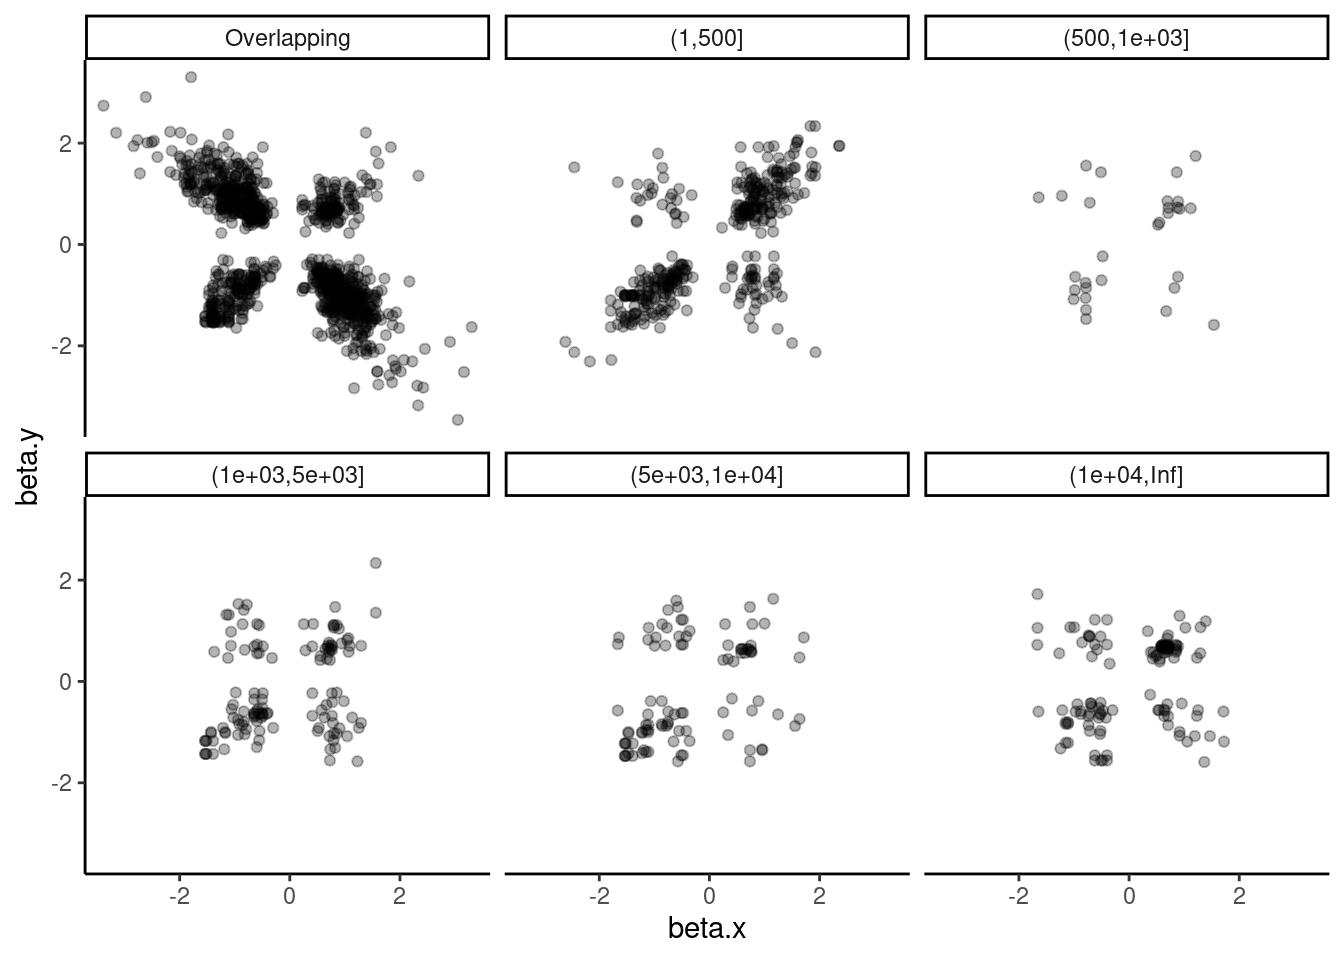 Overlapping
(1,500]
(500,1e+03]
2
0
-2
(1e+03,5e+03]
(5e+03,1e+04]
(1e+04,Inf]
2
0
-2
-2 0 2
-2 0 2
-2 0 2
beta.x
beta.y